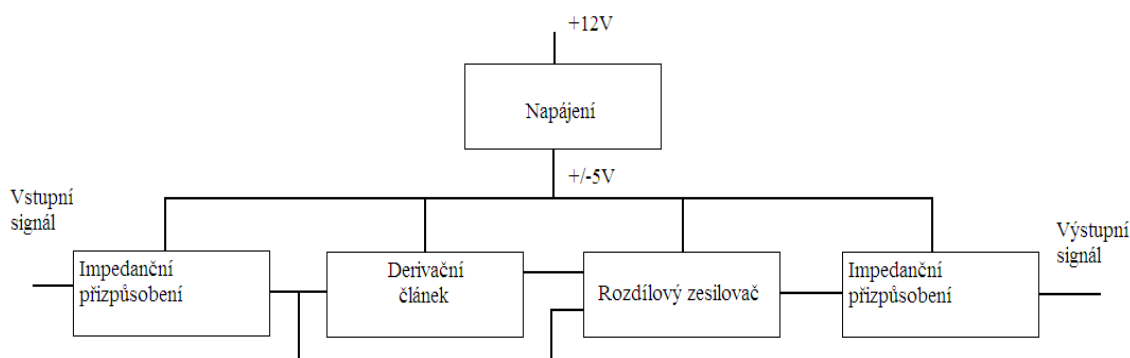 +12V
Napájení
+/-5V
Vstupní
signál
Impedanční
přizpůsobení
Derivační
článek
Rozdílový zesilovač
Impedanční
přizpůsobení
Výstupní
signál